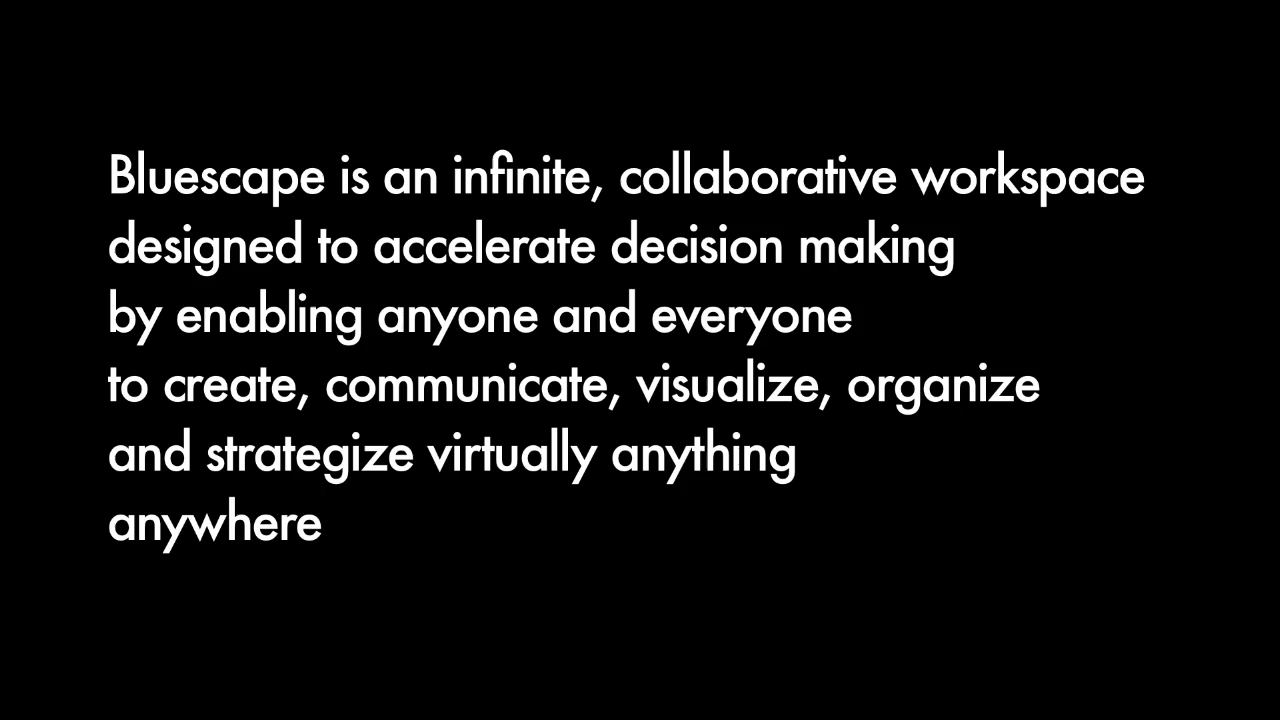 Bluescape is an infinite, collaborative workspace
designed to accelerate decision making
by enabling anyone and everyone
to create, communicate, visualize, organize
and strategize virtually anything
anywhere